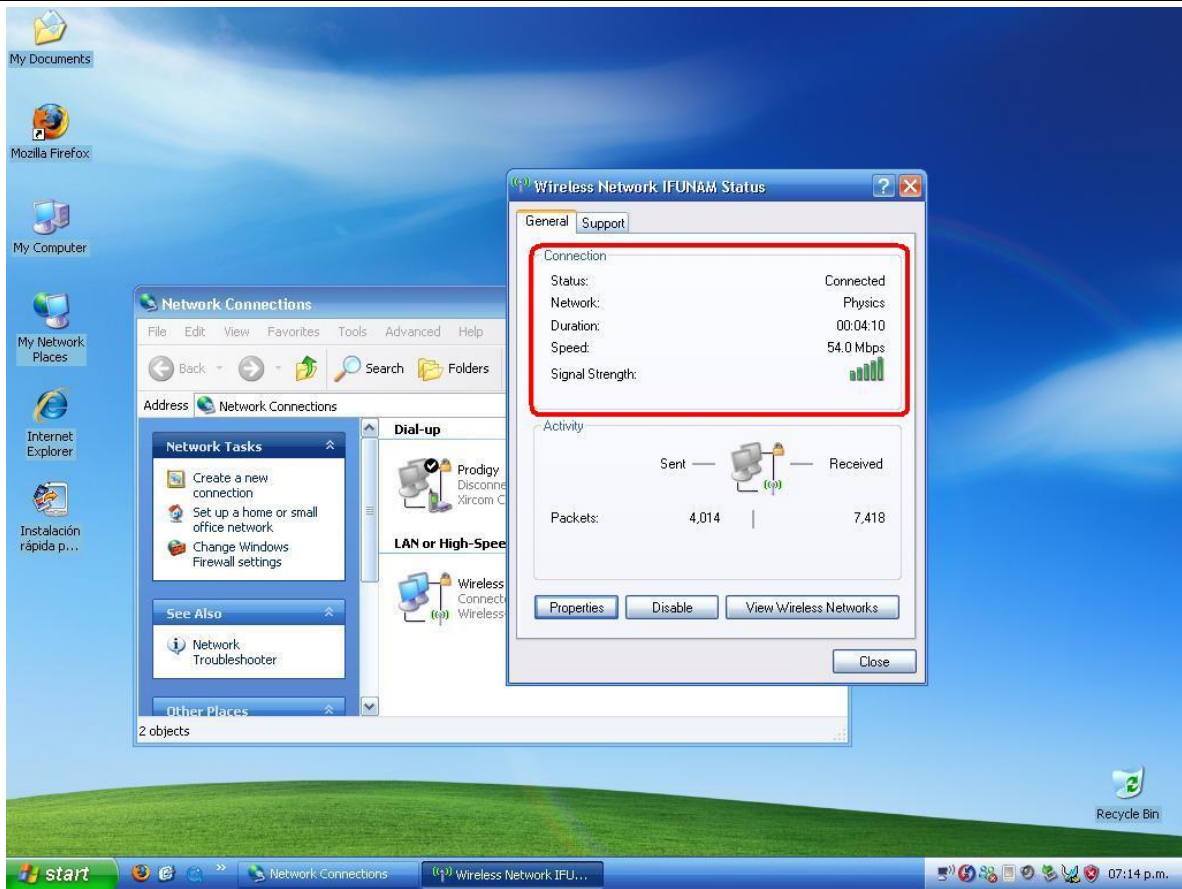 My Documents
Mozilla Firefox
My Computer
My Network
Places
Internet
Explorer
Instalación
rápida p...
Network Connections
File Edit View Favorites Tools Advanced Help
Back Search Folders
Address Network Connections
Network Tasks
Create a new
connection
Set up a home or small
office network
Change Windows
Firewall settings
See Also
Network
Troubleshooter
Other Places
Dial-up
Prodigy
Disconne
Xircom C
LAN or High-Spee
Wireless
Connect
Wireless
2 objects
Wireless Network IFUNAM Status
General Support
Connection
Status: Connected
Network: Physics
Duration: 00:04:10
Speed: 54.0 Mbps
Signal Strength:
Activity
Sent — — Received
Packets: 4,014 | 7,418
Properties Disable View Wireless Networks
Close
Recycle Bin
start Network Connections Wireless Network IFU... 07:14 p.m.